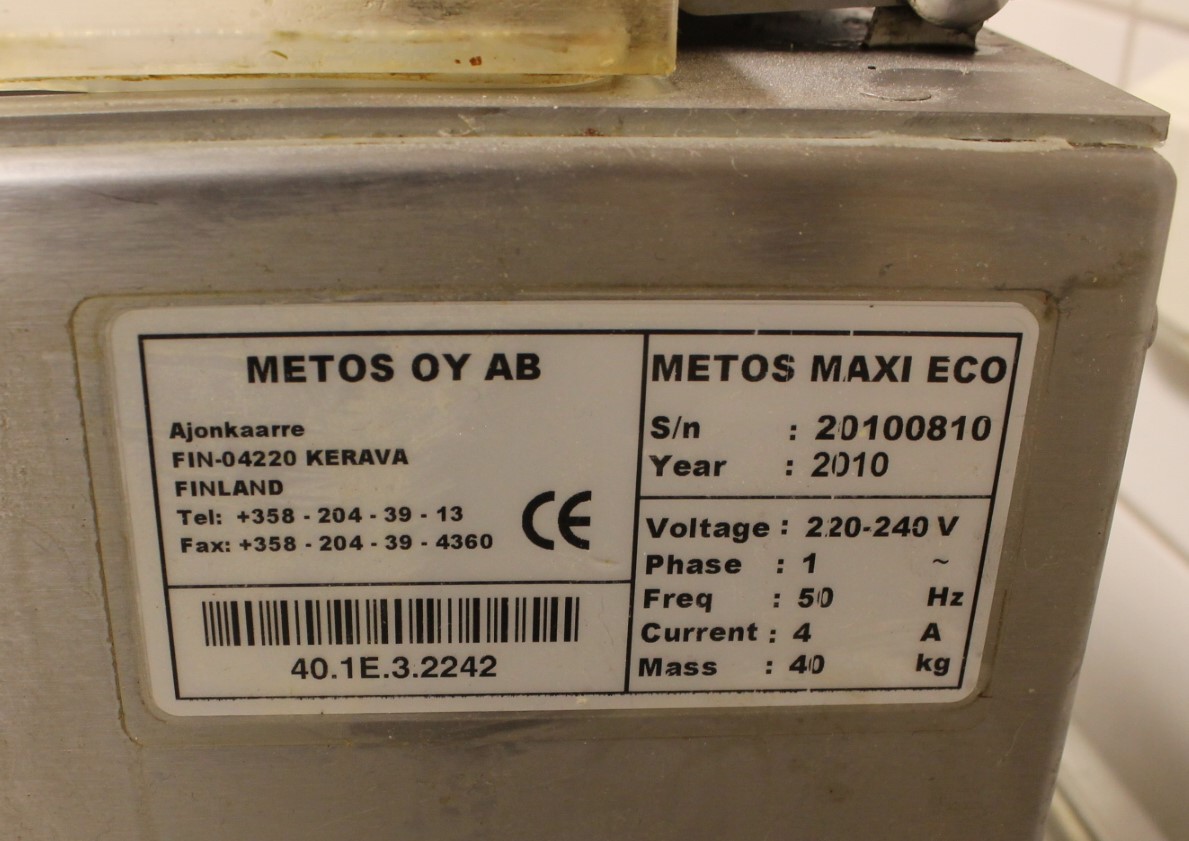 METOS OY AB
Ajonkaarre
FIN-04220 KERAVA
FINLAND
Tel: +358 - 204 - 39 - 13
Fax: +358 - 204 - 39 - 4360
CE
40.1E.3.2242
METOS MAXI ECO
S/n : 20100810
Year : 2010
Voltage : 220-240 V
Phase : 1 ~
Freq : 50 Hz
Current : 4 A
Mass : 40 kg